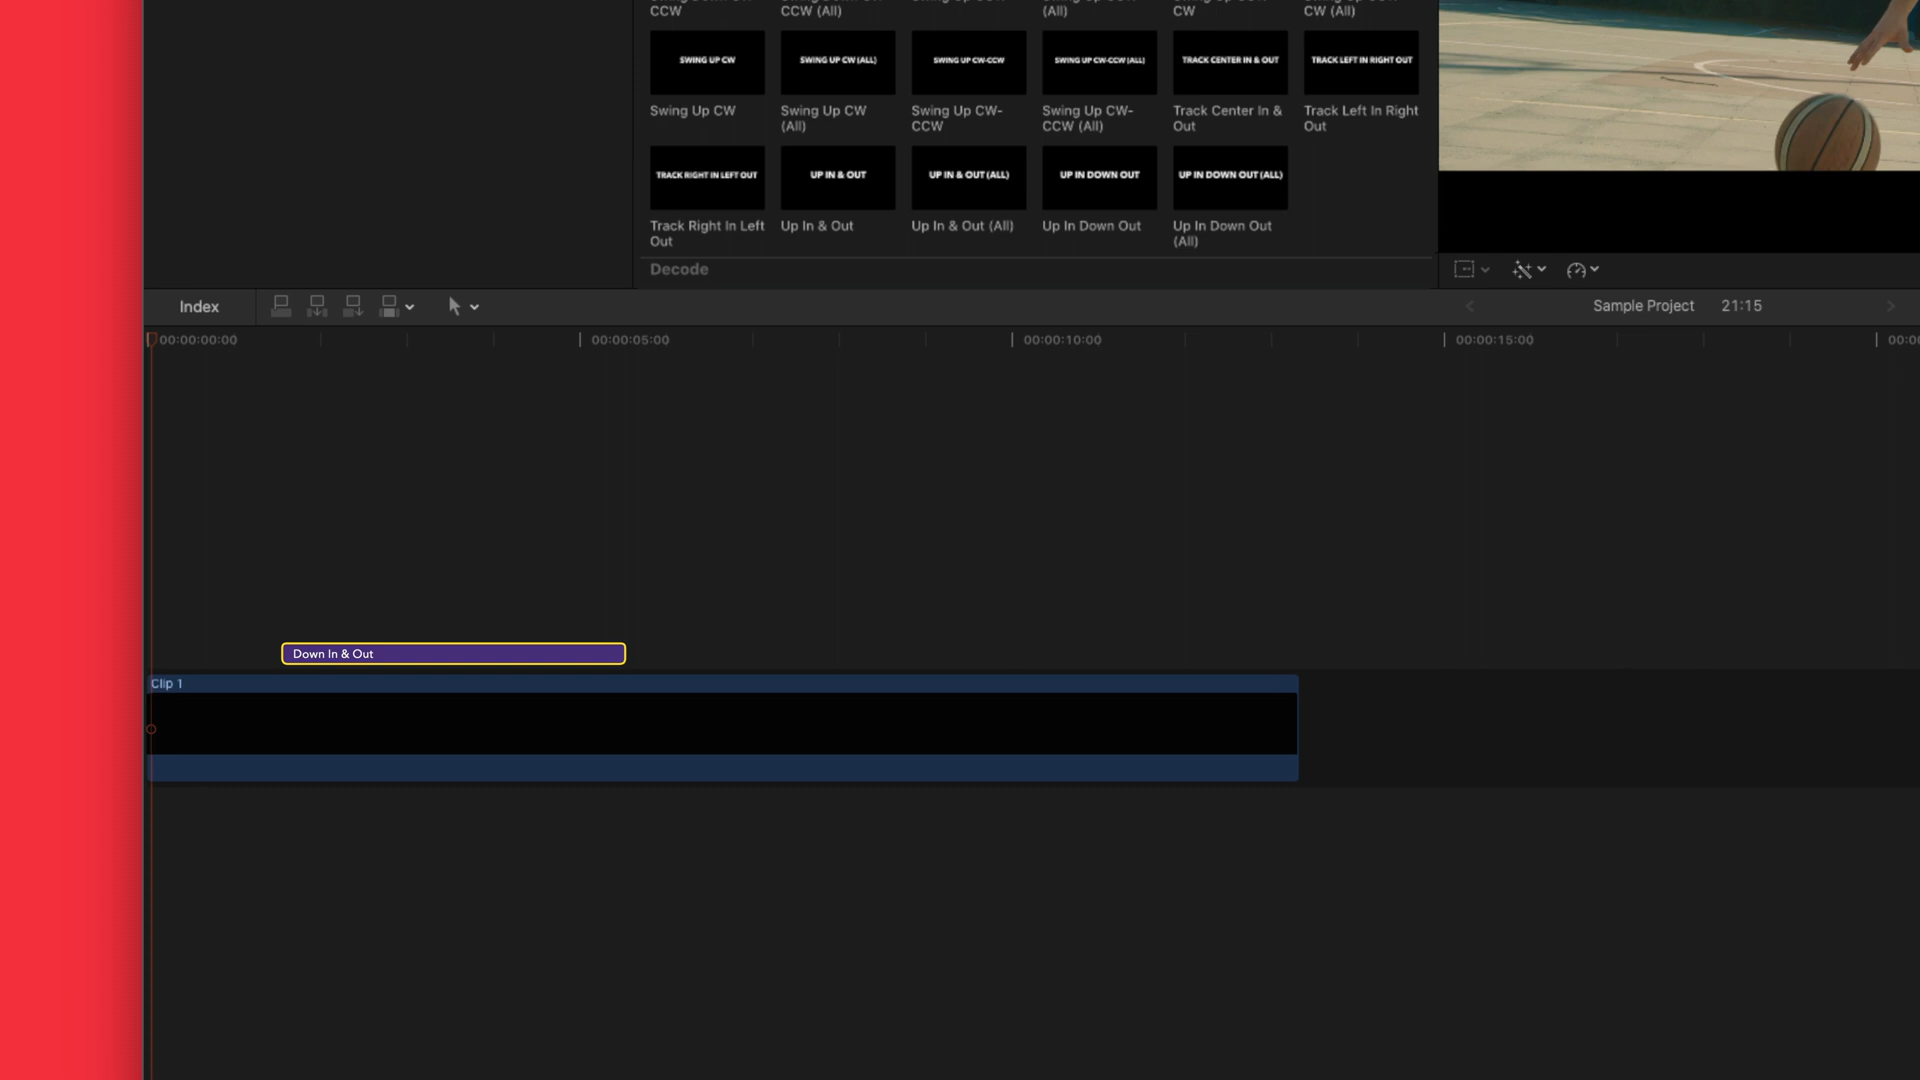 CCW
CCW (All)
(All)
CW
CW (All)
SWING UP CW
SWING UP CW (ALL)
SWING UP CW-CCW
SWING UP CW-CCW (ALL)
TRACK CENTER IN & OUT
TRACK LEFT IN RIGHT OUT
Swing Up CW
Swing Up CW
(All)
Swing Up CW-
CCW
Swing Up CW-
CCW (All)
Track Center In &
Out
Track Left In Right
Out
TRACK RIGHT IN LEFT OUT
UP IN & OUT
UP IN & OUT (ALL)
UP IN DOWN OUT
UP IN DOWN OUT (ALL)
Track Right In Left
Out
Up In & Out
Up In & Out (All)
Up In Down Out
Up In Down Out
(All)
Decode
Index
Sample Project 21:15
00:00:00:00
00:00:05:00
00:00:10:00
00:00:15:00
Down In & Out
Clip 1